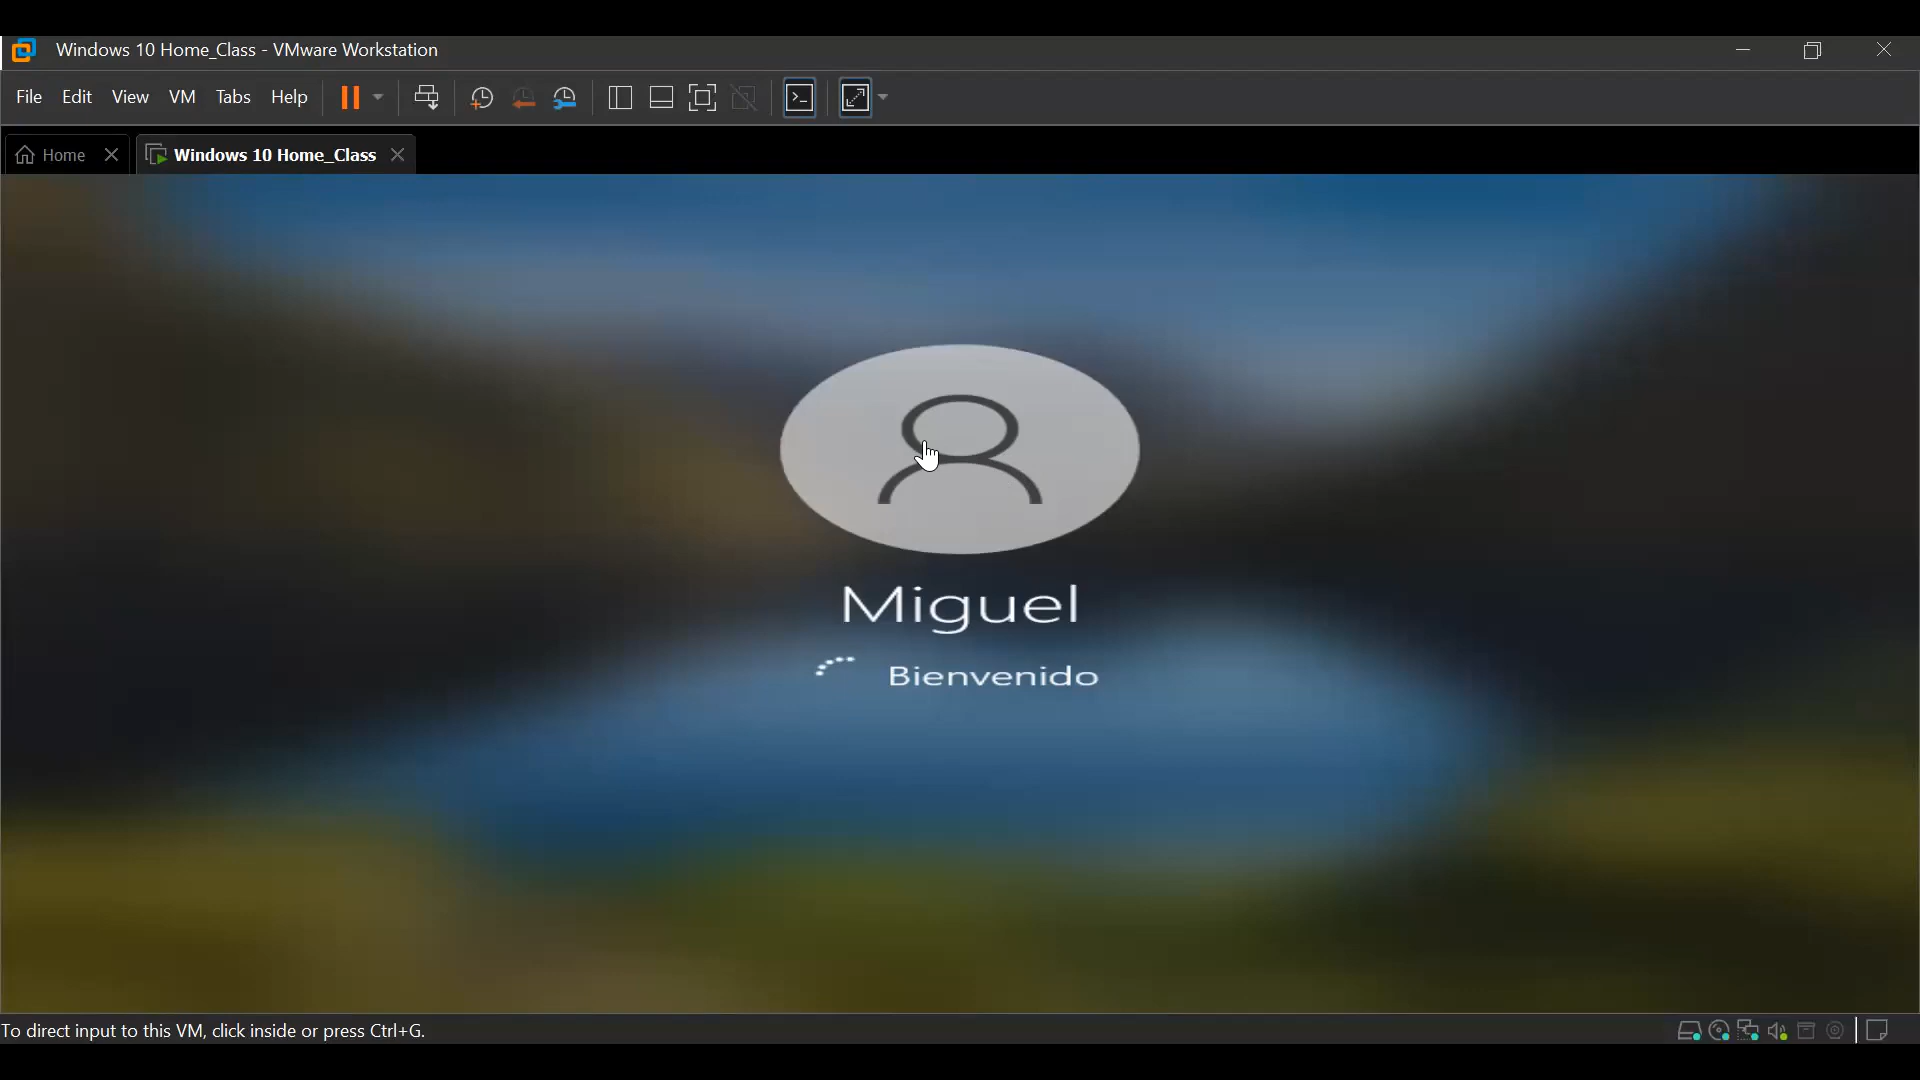 Windows 10 Home_Class - VMware Workstation
File Edit View VM Tabs Help
Home Windows 10 Home_Class
Miguel
Bienvenido
To direct input to this VM, click inside or press Ctrl+G.